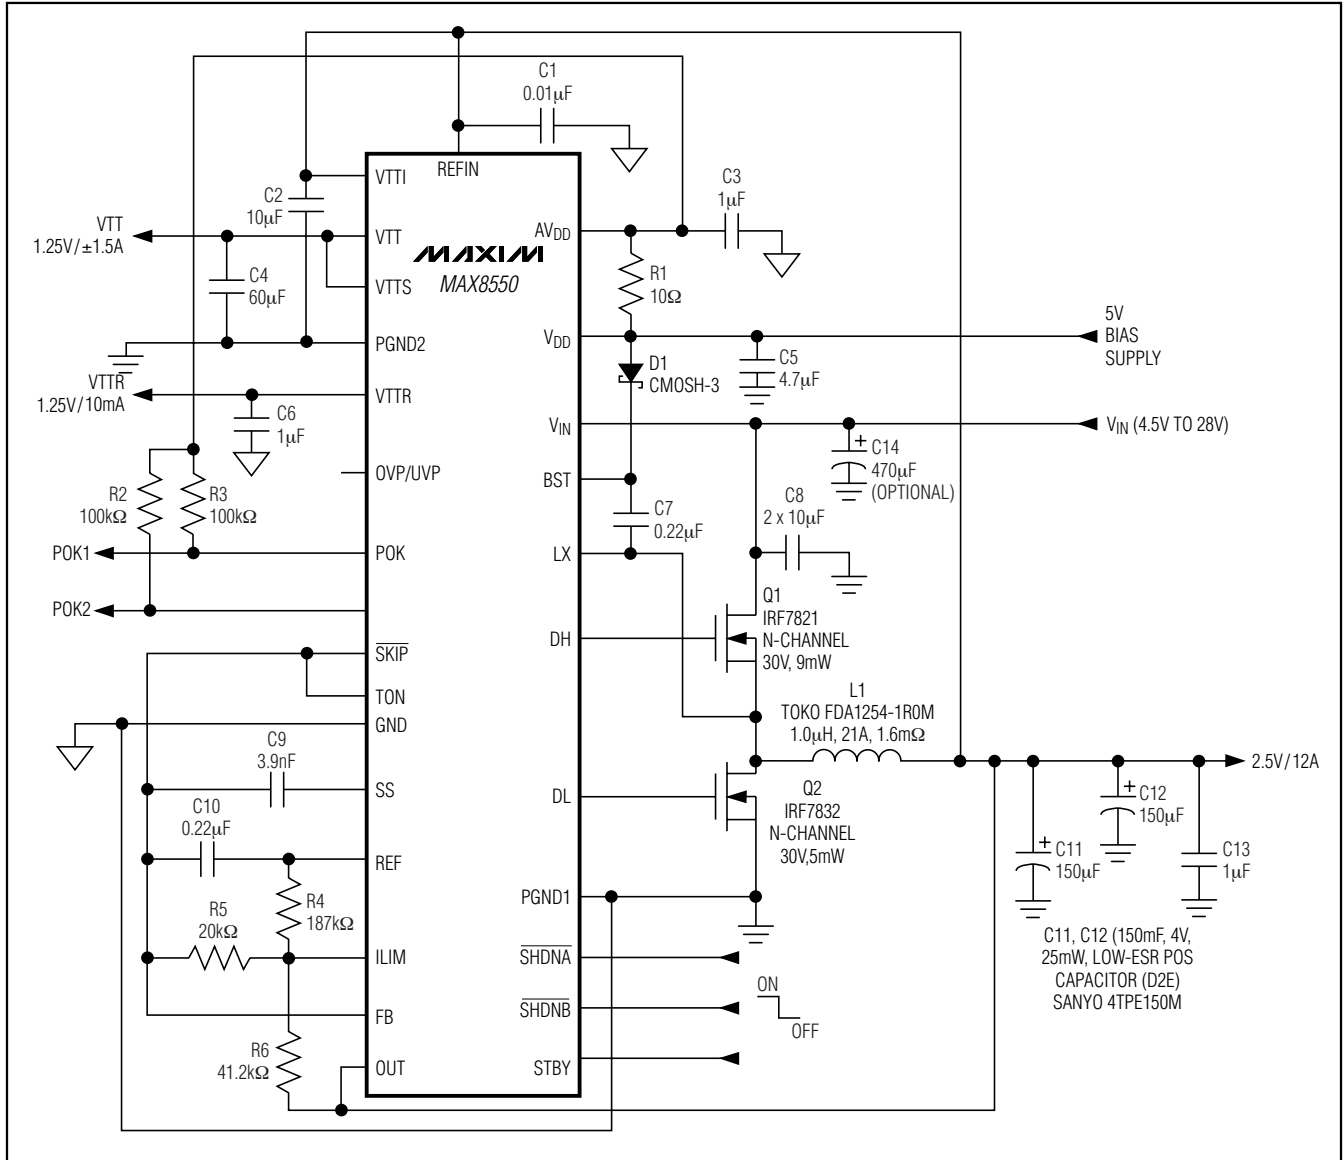 C1
0.01µF
REFIN
VTTI
C2
10µF
C3
1µF
VTT
1.25V/±1.5A
VTT
AVDD
MAXIM
MAX8550
C4
60µF
VTTS
R1
10Ω
5V
BIAS
SUPPLY
VDD
PGND2
D1
CMOSH-3
C5
4.7µF
VTTR
1.25V/10mA
VTTR
C6
1µF
VIN
VIN (4.5V TO 28V)
C14
470µF
(OPTIONAL)
OVP/UVP
BST
R2
100kΩ
R3
100kΩ
C7
0.22µF
C8
2 x 10µF
POK1
POK
LX
POK2
Q1
IRF7821
N-CHANNEL
30V, 9mW
DH
SKIP
TON
GND
L1
TOKO FDA1254-1R0M
1.0µH, 21A, 1.6mΩ
2.5V/12A
C9
3.9nF
SS
DL
Q2
IRF7832
N-CHANNEL
30V,5mW
C12
150µF
C10
0.22µF
REF
C11
150µF
C13
1µF
R4
187kΩ
PGND1
R5
20kΩ
ILIM
SHDNA
C11, C12 (150mF, 4V,
25mW, LOW-ESR POS
CAPACITOR (D2E)
SANYO 4TPE150M
ON
OFF
SHDNB
FB
R6
41.2kΩ
OUT
STBY